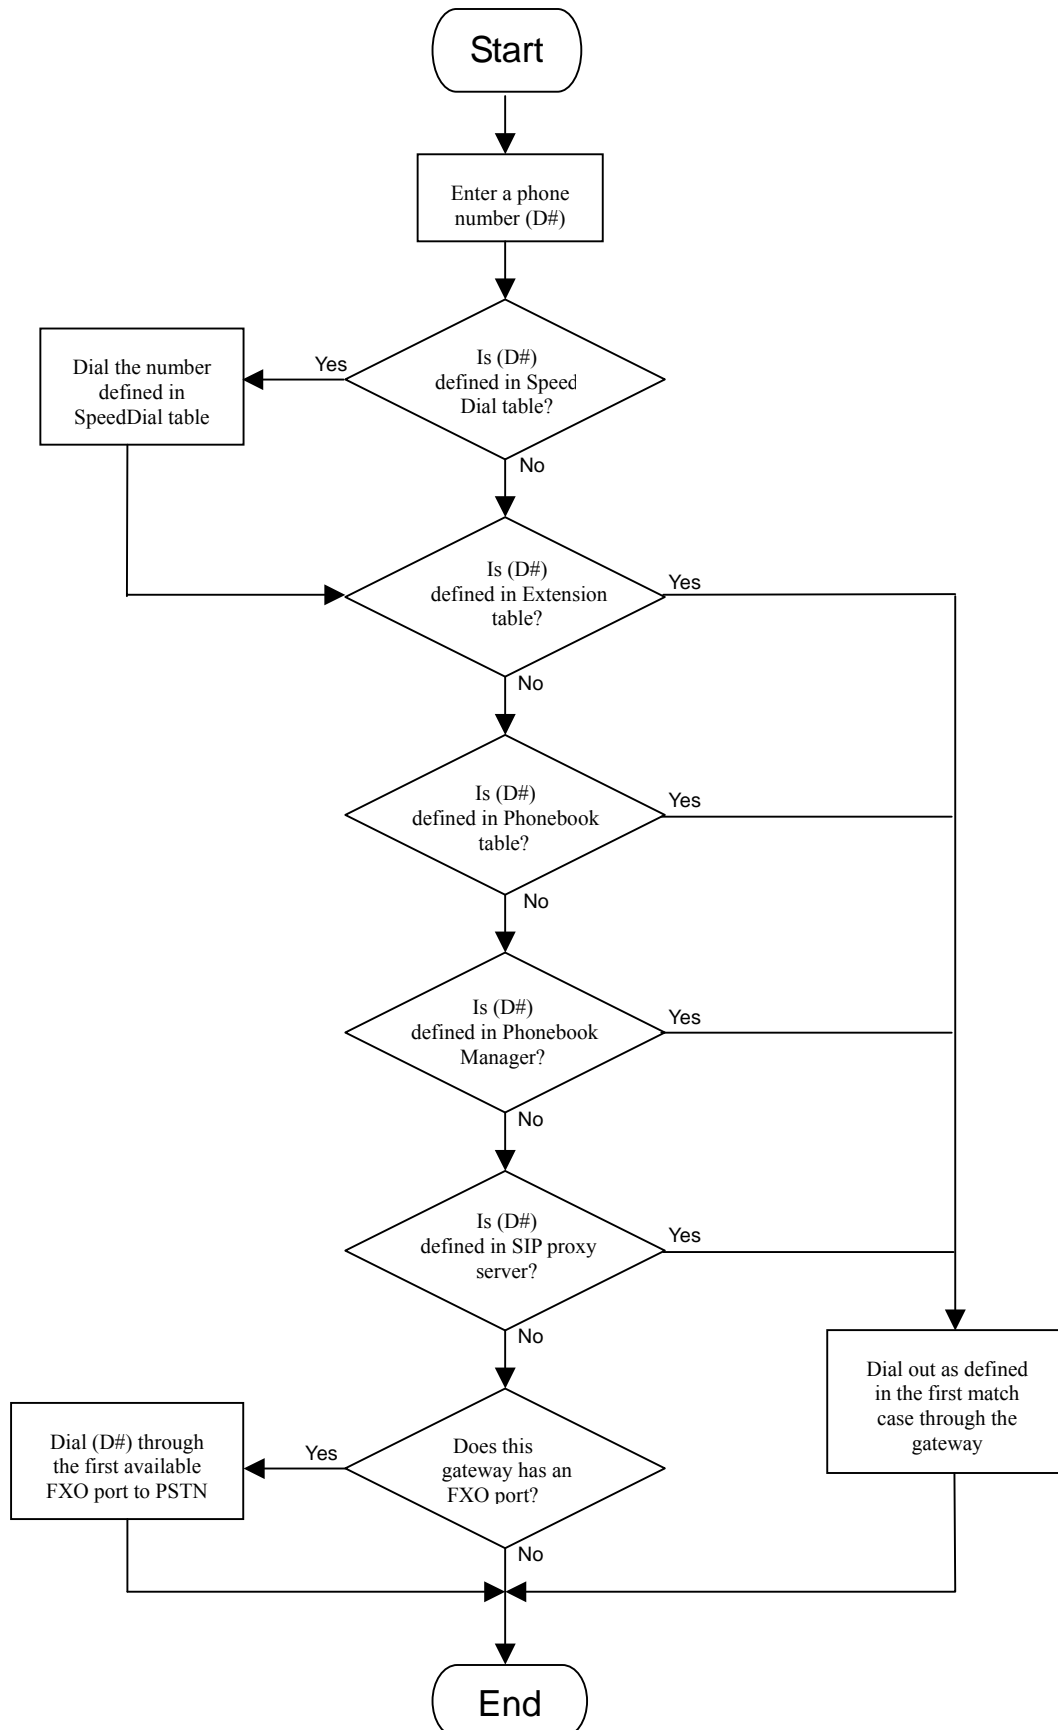 Start
Enter a phone
number (D#)
Is (D#)
defined in Speed
Dial table?
Yes
Dial the number
defined in
SpeedDial table
No
Is (D#)
defined in Extension
table?
Yes
No
Is (D#)
defined in Phonebook
table?
Yes
No
Is (D#)
defined in Phonebook
Manager?
Yes
No
Is (D#)
defined in SIP proxy
server?
Yes
No
Dial out as defined
in the first match
case through the
gateway
Does this
gateway has an
FXO port?
Yes
Dial (D#) through
the first available
FXO port to PSTN
No
End